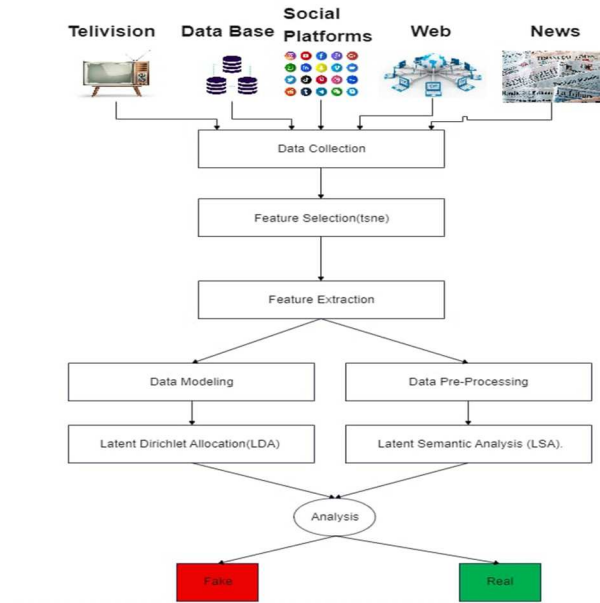 Telivision
Data Base
Social
Platforms
Web
News
Data Collection
Feature Selection(tsne)
Feature Extraction
Data Modeling
Data Pre-Processing
Latent Dirichlet Allocation(LDA)
Latent Semantic Analysis (LSA).
Analysis
Fake
Real